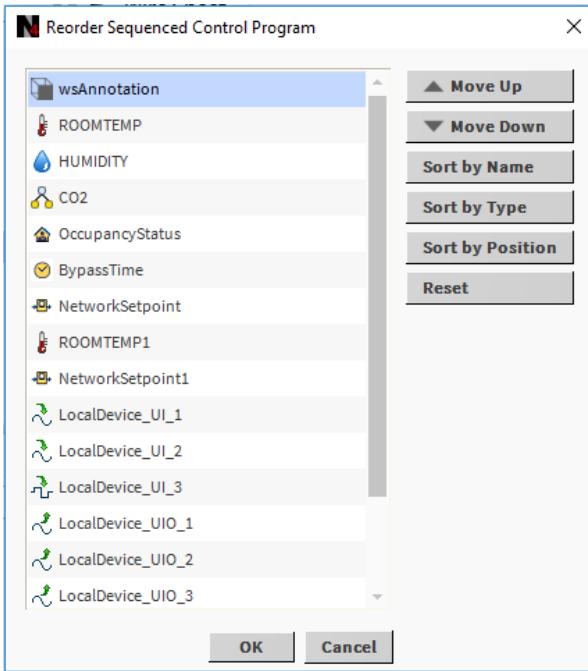 Reorder Sequenced Control Program
wsAnnotation
ROOMTEMP
HUMIDITY
CO2
OccupancyStatus
BypassTime
NetworkSetpoint
ROOMTEMP1
NetworkSetpoint1
LocalDevice_UI_1
LocalDevice_UI_2
LocalDevice_UI_3
LocalDevice_UIO_1
LocalDevice_UIO_2
LocalDevice_UIO_3
Move Up
Move Down
Sort by Name
Sort by Type
Sort by Position
Reset
OK
Cancel